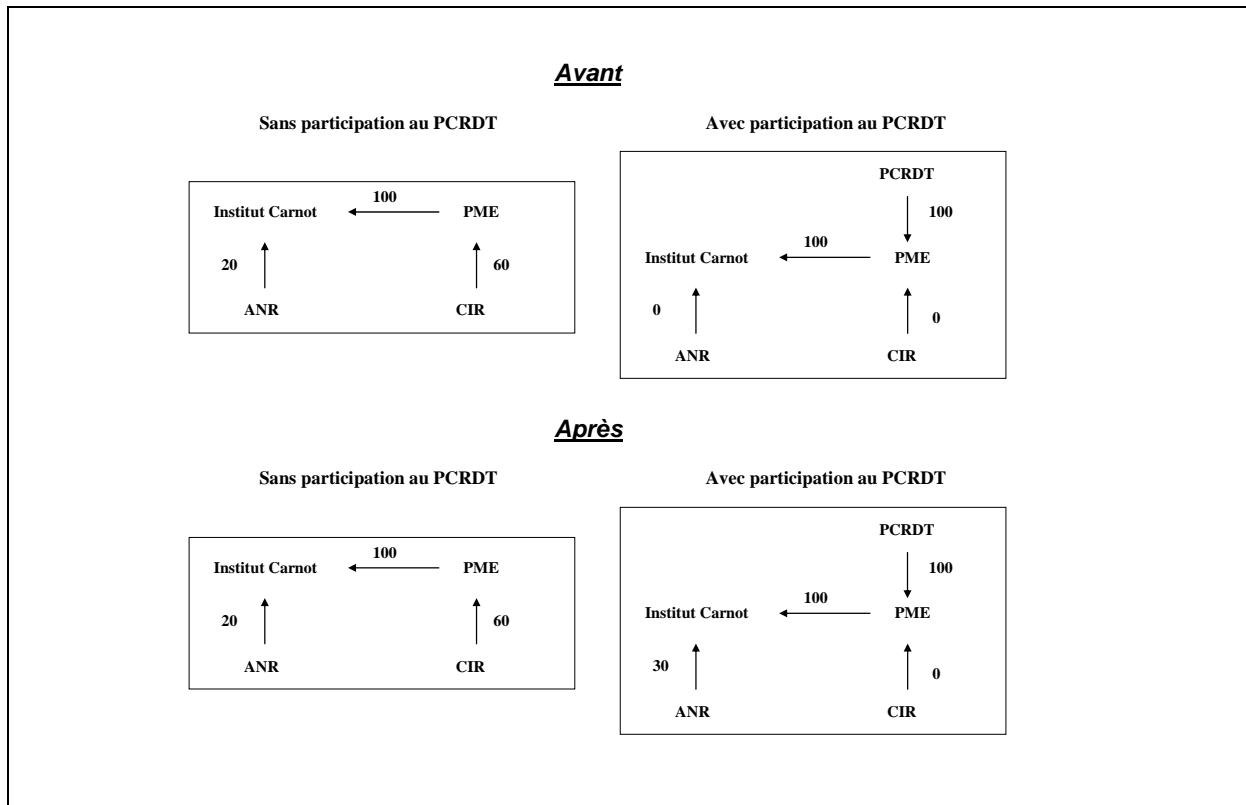 Avant
Sans participation au PCRDT
100
Institut Carnot PME
20 60
ANR CIR
Avec participation au PCRDT
PCRDT
100
100
Institut Carnot PME
0 0
ANR CIR
Après
Sans participation au PCRDT
100
Institut Carnot PME
20 60
ANR CIR
Avec participation au PCRDT
PCRDT
100
100
Institut Carnot PME
30 0
ANR CIR